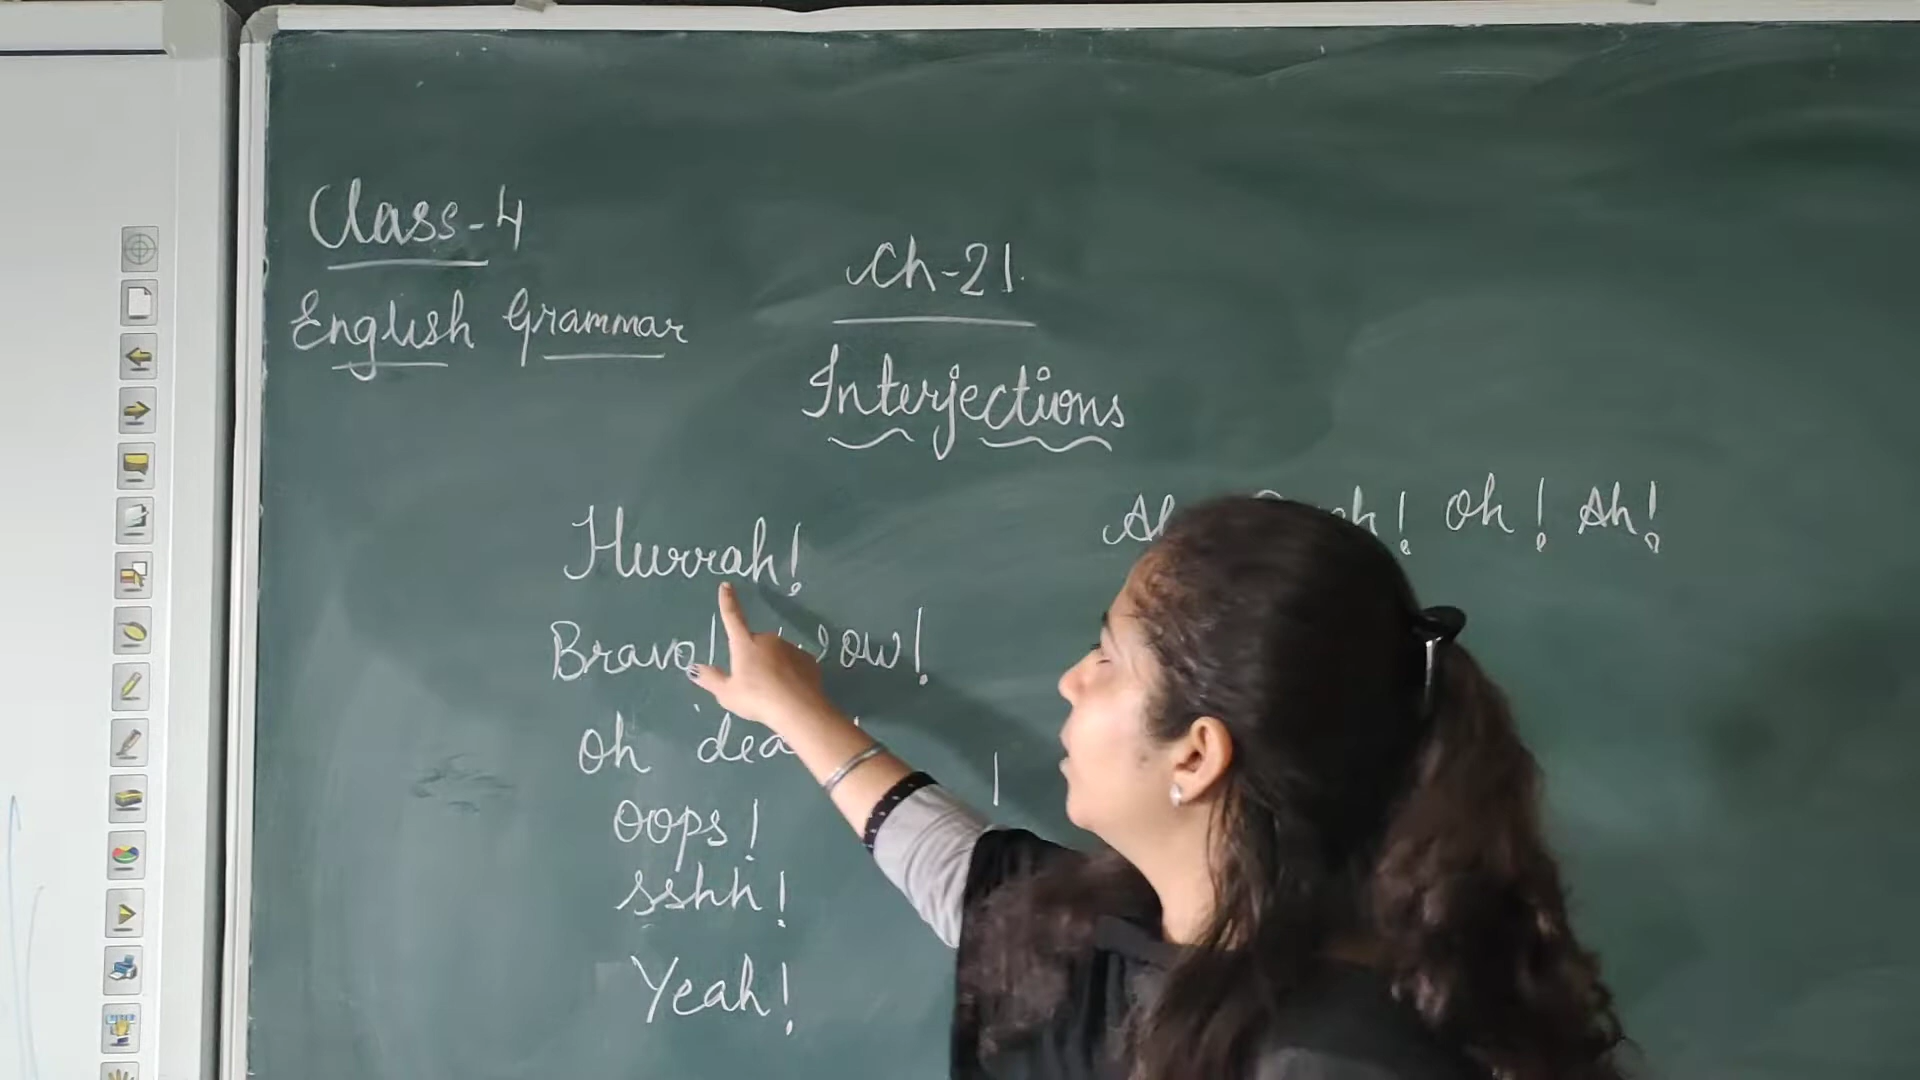 Class-4
English Grammar
Ch-21
Interjections
Hurrah!
Bravo! wow!
oh dear
oops!
sshh!
Yeah!
oh! Ah!